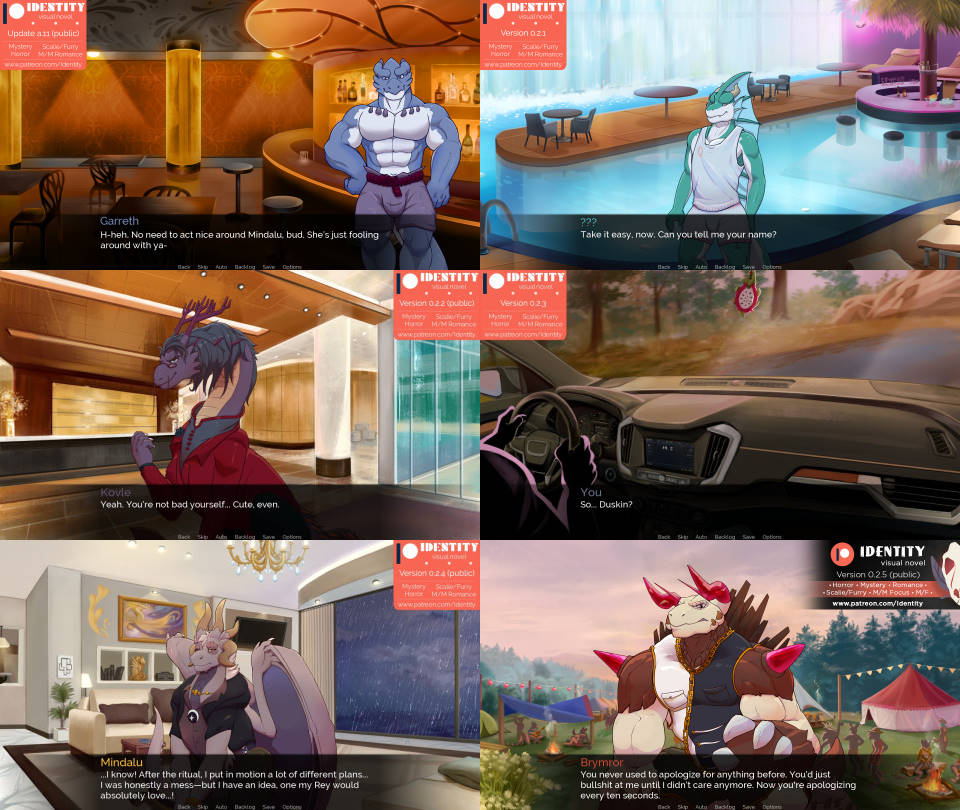 IDENTITY
visual novel
Update a.11 (public)
Mystery Scalie/Furry
Horror M/M Romance
www.patreon.com/Identity
Garreth
H-heh. No need to act nice around Mindalu, bud. She's just fooling
around with ya-
Back Skip Auto Backlog Save Options
IDENTITY
visual novel
Version 0.2.1
Mystery Scalie/Furry
Horror M/M Romance
www.patreon.com/Identity
???
Take it easy, now. Can you tell me your name?
Back Skip Auto Backlog Save Options
IDENTITY
visual novel
Version 0.2.2 (public)
Mystery Scalie/Furry
Horror M/M Romance
www.patreon.com/Identity
Kovle
Yeah. You're not bad yourself... Cute, even.
Back Skip Auto Backlog Save Options
IDENTITY
visual novel
Version 0.2.3
Mystery Scalie/Furry
Horror M/M Romance
www.patreon.com/Identity
You
So... Duskin?
Back Skip Auto Backlog Save Options
IDENTITY
visual novel
Version 0.2.4 (public)
Mystery Scalie/Furry
Horror M/M Romance
www.patreon.com/Identity
Mindalu
...I know! After the ritual, I put in motion a lot of different plans...
I was honestly a mess—but I have an idea, one my Rey would
absolutely love...!
Back Skip Auto Backlog Save Options
IDENTITY
visual novel
Version 0.2.5 (public)
• Horror • Mystery • Romance •
• Scalie/Furry • M/M Focus • M/F •
www.patreon.com/Identity
Brymror
You never used to apologize for anything before. You'd just
bullshit at me until I didn't care anymore. Now you're apologizing
every ten seconds.
Back Skip Auto Backlog Save Options